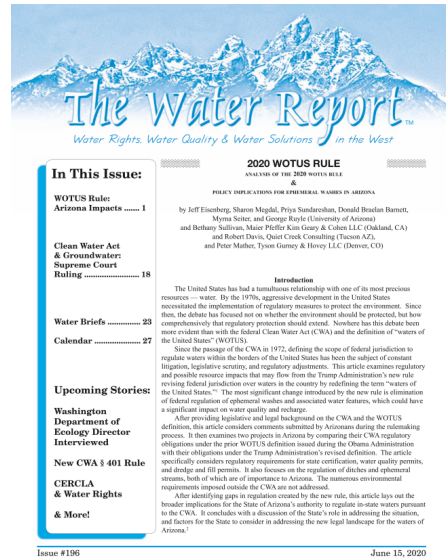 The Water Report™
Water Rights, Water Quality & Water Solutions in the West
In This Issue:
WOTUS Rule:
Arizona Impacts ....... 1
Clean Water Act
& Groundwater:
Supreme Court
Ruling ..................... 18
Water Briefs ............... 23
Calendar ..................... 27
Upcoming Stories:
Washington
Department of
Ecology Director
Interviewed
New CWA § 401 Rule
CERCLA
& Water Rights
& More!
2020 WOTUS RULE
ANALYSIS OF THE 2020 WOTUS RULE
&
POLICY IMPLICATIONS FOR EPHEMERAL WASHES IN ARIZONA
by Jeff Eisenberg, Sharon Megdal, Priya Sundareshan, Donald Braelan Barnett,
Myrna Seiter, and George Ruyle (University of Arizona)
and Bethany Sullivan, Maier Pfeffer Kim Geary & Cohen LLC (Oakland, CA)
and Robert Davis, Quiet Creek Consulting (Tucson AZ),
and Peter Mather, Tyson Gurney & Hovey LLC (Denver, CO)
Introduction
The United States has had a tumultuous relationship with one of its most precious
resources — water. By the 1970s, aggressive development in the United States
necessitated the implementation of regulatory measures to protect the environment. Since
then, the debate has focused not on whether the environment should be protected, but how
comprehensively that regulatory protection should extend. Nowhere has this debate been
more evident than with the federal Clean Water Act (CWA) and the definition of “waters of
the United States” (WOTUS).
Since the passage of the CWA in 1972, defining the scope of federal jurisdiction to
regulate waters within the borders of the United States has been the subject of constant
litigation, legislative scrutiny, and regulatory adjustments. This article examines regulatory
and possible resource impacts that may flow from the Trump Administration’s new rule
revising federal jurisdiction over waters in the country by redefining the term “waters of
the United States.”¹ The most significant change introduced by the new rule is elimination
of federal regulation of ephemeral washes and associated water features, which could have
a significant impact on water quality and recharge.
After providing legislative and legal background on the CWA and the WOTUS
definition, this article considers comments submitted by Arizonans during the rulemaking
process. It then examines two projects in Arizona by comparing their CWA regulatory
obligations under the prior WOTUS definition issued during the Obama Administration
with their obligations under the Trump Administration’s revised definition. The article
specifically considers regulatory requirements for state certification, water quality permits,
and dredge and fill permits. It also focuses on the regulation of ditches and ephemeral
streams, both of which are of importance to Arizona. The numerous environmental
requirements imposed outside the CWA are not addressed.
After identifying gaps in regulation created by the new rule, this article lays out the
broader implications for the State of Arizona’s authority to regulate in-state waters pursuant
to the CWA. It concludes with a discussion of the State’s role in addressing the situation,
and factors for the State to consider in addressing the new legal landscape for the waters of
Arizona.²
Issue #196
June 15, 2020